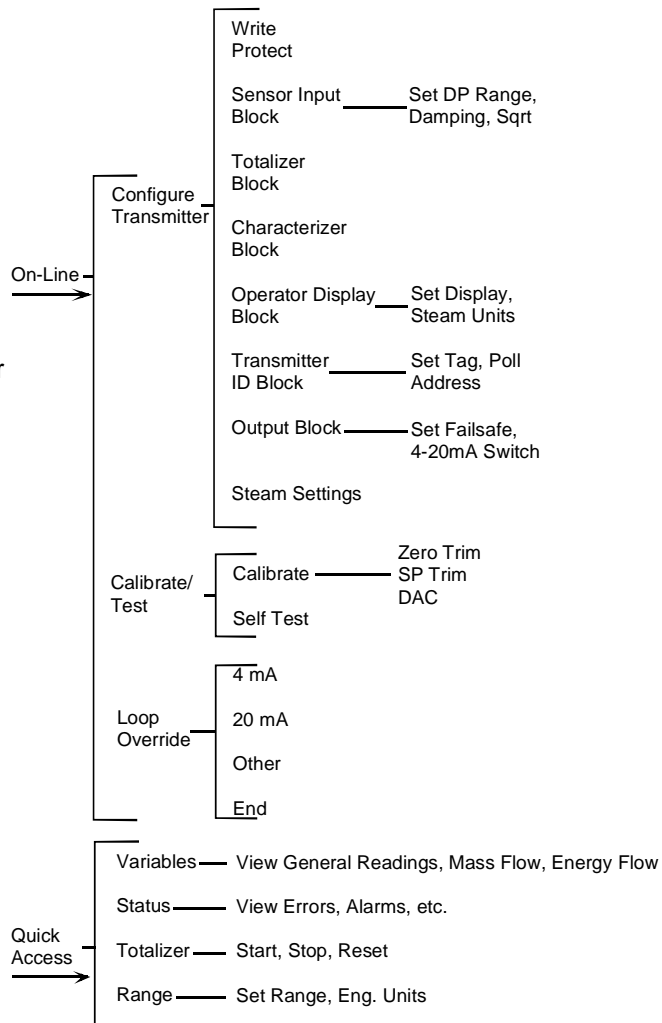 Write
Protect
Sensor Input
Block
Set DP Range,
Damping, Sqrt
Totalizer
Block
Configure
Transmitter
Characterizer
Block
On-Line
Operator Display
Block
Set Display,
Steam Units
r
Transmitter
ID Block
Set Tag, Poll
Address
Output Block
Set Failsafe,
4-20mA Switch
Steam Settings
Calibrate/
Test
Calibrate
Zero Trim
SP Trim
DAC
Self Test
Loop
Override
4 mA
20 mA
Other
End
Quick
Access
Variables
View General Readings, Mass Flow, Energy Flow
Status
View Errors, Alarms, etc.
Totalizer
Start, Stop, Reset
Range
Set Range, Eng. Units